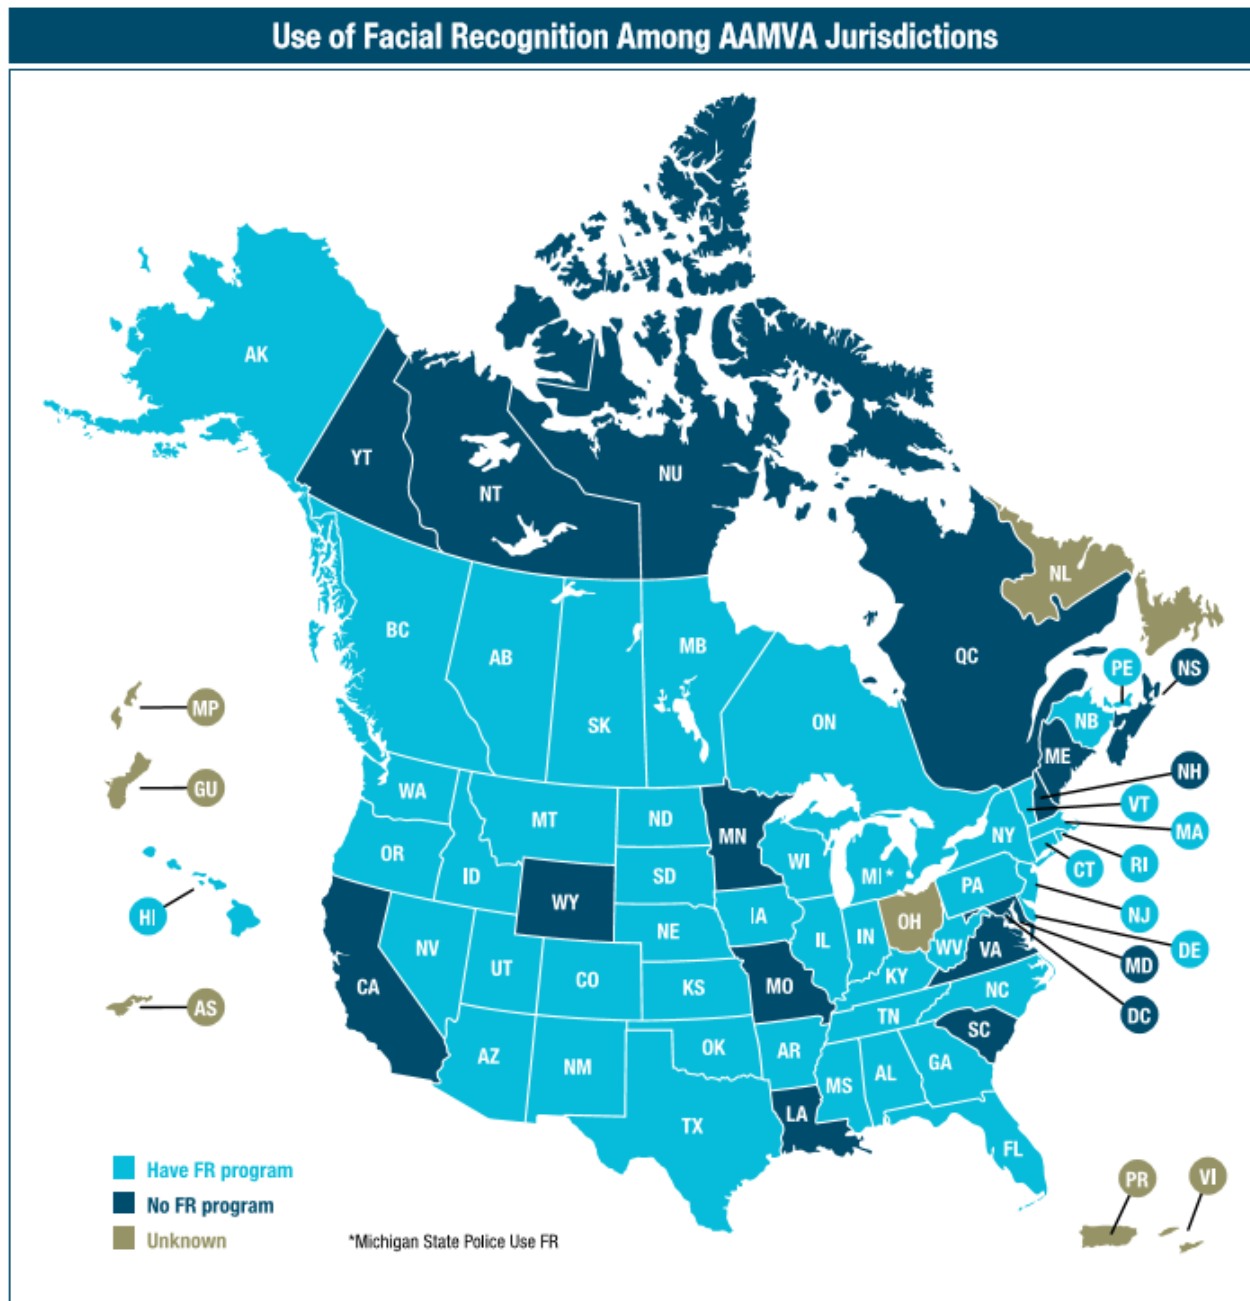 Use of Facial Recognition Among AAMVA Jurisdictions
AK
YT
NT
NU
NL
BC
AB
SK
MB
ON
QC
PE
NS
NB
ME
NH
VT
MA
RI
CT
NJ
DE
MD
DC
MP
GU
HI
AS
WA
MT
ND
MN
OR
ID
WY
SD
WI
MI*
NY
PA
IA
NE
NV
UT
CO
CA
KS
MO
IL
IN
OH
WV
VA
KY
NC
TN
SC
AZ
NM
OK
AR
MS
AL
GA
LA
TX
FL
PR
VI
Have FR program
No FR program
Unknown
*Michigan State Police Use FR